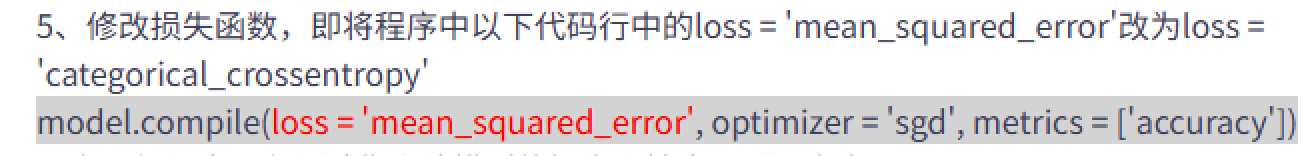 5、修改损失函数，即将程序中以下代码行中的loss = 'mean_squared_error'改为loss =
'categorical_crossentropy'
model.compile(loss = 'mean_squared_error', optimizer = 'sgd', metrics = ['accuracy'])